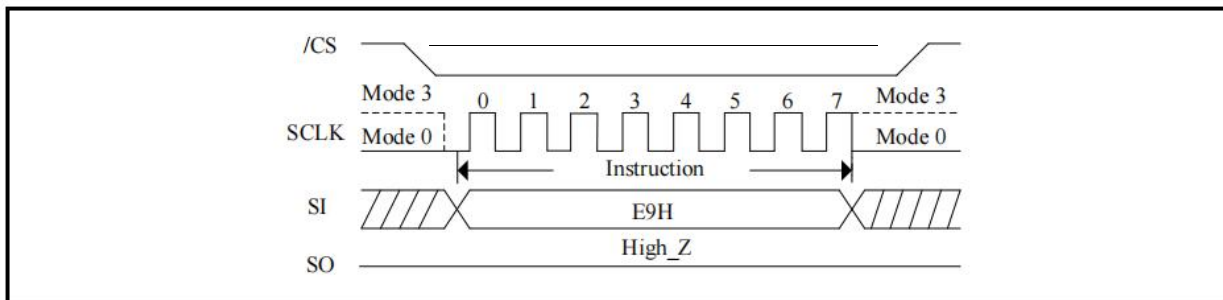 /CS
Mode 3 0 1 2 3 4 5 6 7 Mode 3
SCLK Mode 0 Mode 0
Instruction
SI E9H
High_Z
SO